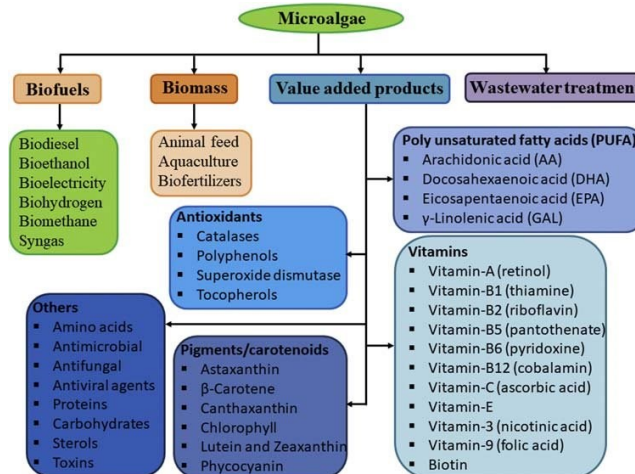 Microalgae
Biofuels
Biomass
Value added products
Wastewater treatmen
Biodiesel
Bioethanol
Bioelectricity
Biohydrogen
Biomethane
Syngas
Animal feed
Aquaculture
Biofertilizers
Poly unsaturated fatty acids (PUFA)
▪ Arachidonic acid (AA)
▪ Docosahexaenoic acid (DHA)
▪ Eicosapentaenoic acid (EPA)
▪ γ-Linolenic acid (GAL)
Antioxidants
▪ Catalases
▪ Polyphenols
▪ Superoxide dismutase
▪ Tocopherols
Vitamins
▪ Vitamin-A (retinol)
▪ Vitamin-B1 (thiamine)
▪ Vitamin-B2 (riboflavin)
▪ Vitamin-B5 (pantothenate)
▪ Vitamin-B6 (pyridoxine)
▪ Vitamin-B12 (cobalamin)
▪ Vitamin-C (ascorbic acid)
▪ Vitamin-E
▪ Vitamin-3 (nicotinic acid)
▪ Vitamin-9 (folic acid)
▪ Biotin
Others
▪ Amino acids
▪ Antimicrobial
▪ Antifungal
▪ Antiviral agents
▪ Proteins
▪ Carbohydrates
▪ Sterols
▪ Toxins
Pigments/carotenoids
▪ Astaxanthin
▪ β-Carotene
▪ Canthaxanthin
▪ Chlorophyll
▪ Lutein and Zeaxanthin
▪ Phycocyanin